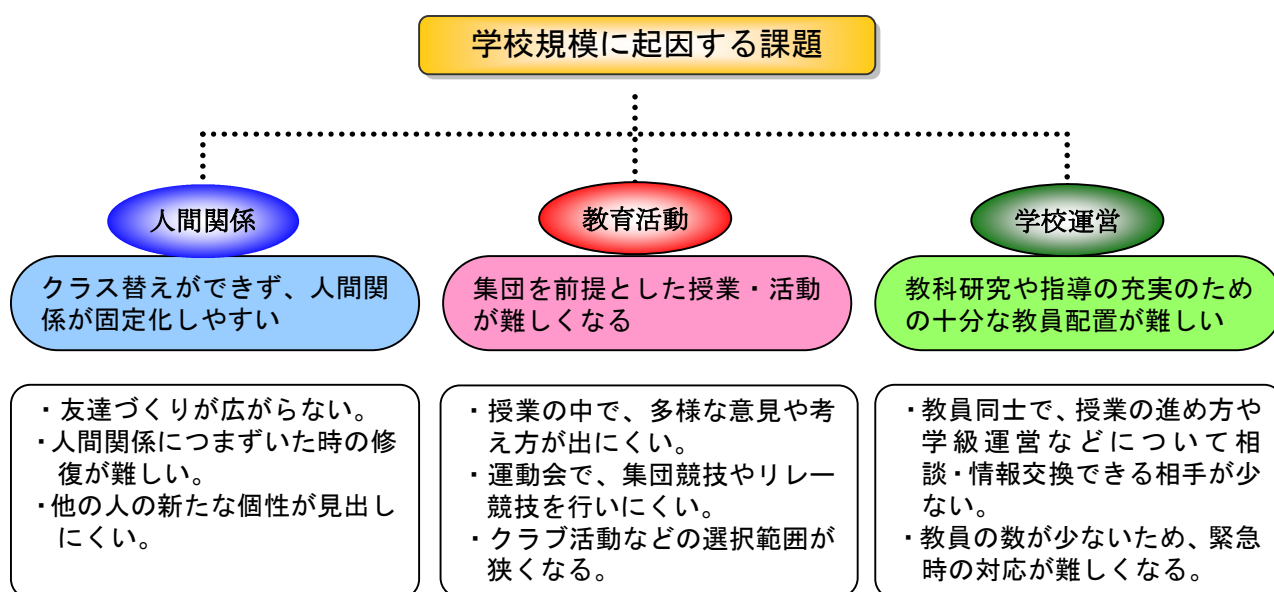 学校規模に起因する課題
人間関係
クラス替えができず、人間関
係が固定化しやすい
・友達づくりが広がらない。
・人間関係につまずいた時の修
復が難しい。
・他の人の新たな個性が見出し
にくい。
教育活動
集団を前提とした授業・活動
が難しくなる
・授業の中で、多様な意見や考
え方が出にくい。
・運動会で、集団競技やリレー
競技を行いにくい。
・クラブ活動などの選択範囲が
狭くなる。
学校運営
教科研究や指導の充実のため
の十分な教員配置が難しい
・教員同士で、授業の進め方や
学級運営などについて相
談・情報交換できる相手が少
ない。
・教員の数が少ないため、緊急
時の対応が難しくなる。